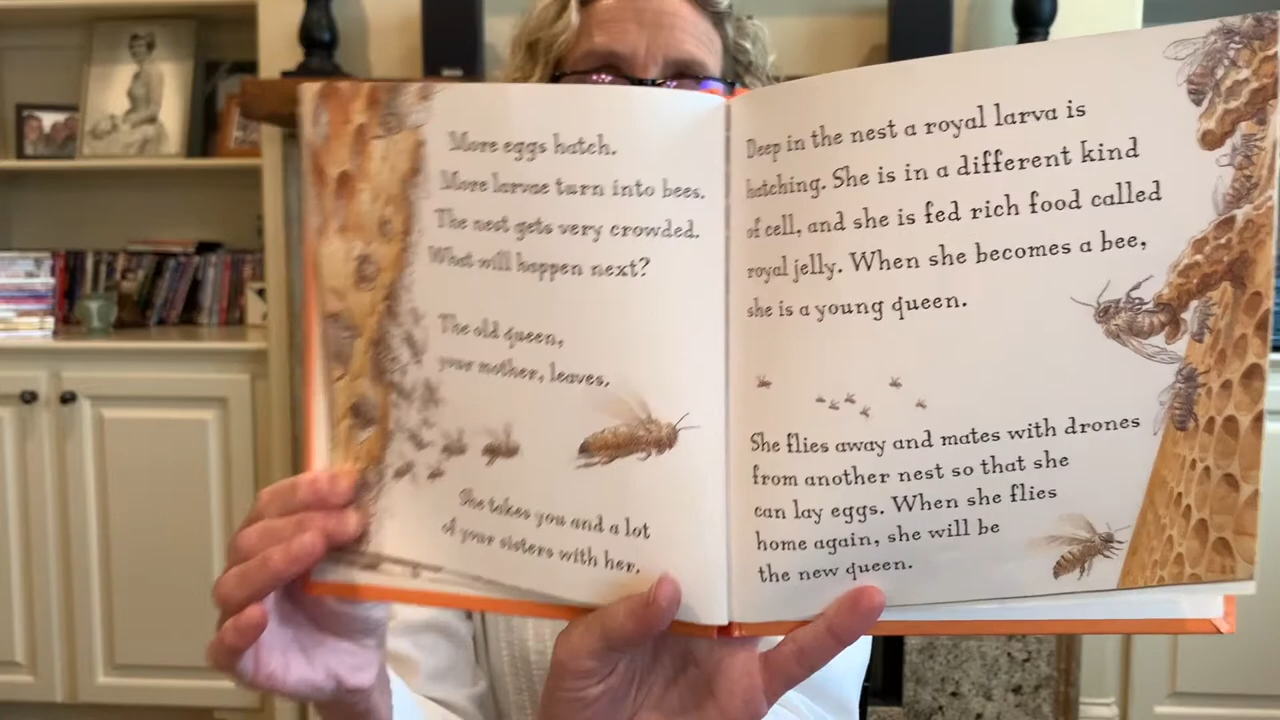 More eggs hatch.
More larvae turn into bees.
The nest gets very crowded.
What will happen next?
The old queen,
your mother, leaves.
She takes you and a lot
of your sisters with her.
Deep in the nest a royal larva is
hatching. She is in a different kind
of cell, and she is fed rich food called
royal jelly. When she becomes a bee,
she is a young queen.
She flies away and mates with drones
from another nest so that she
can lay eggs. When she flies
home again, she will be
the new queen.